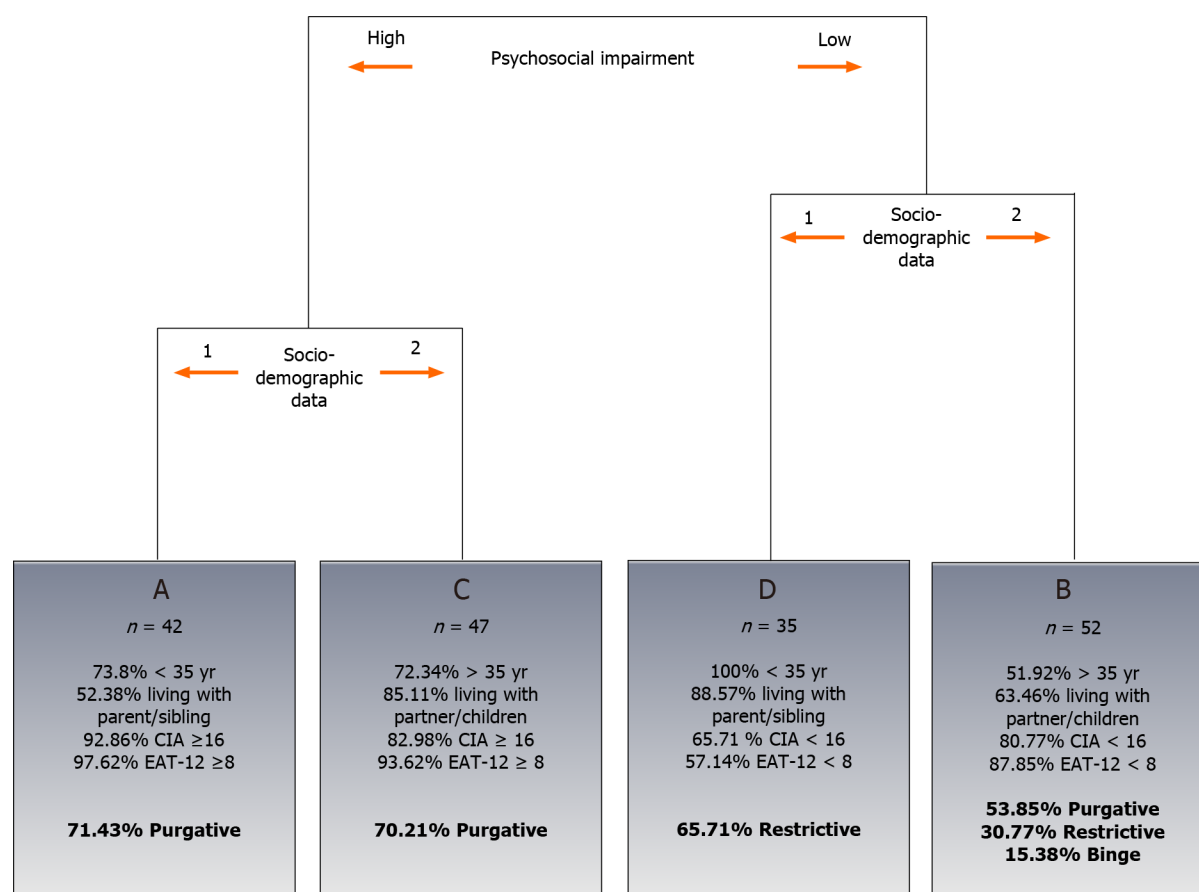 High
Psychosocial impairment
Low
1
Socio-
demographic
data
2
1
Socio-
demographic
data
2
A
n = 42
73.8% < 35 yr
52.38% living with
parent/sibling
92.86% CIA ≥16
97.62% EAT-12 ≥8
71.43% Purgative
C
n = 47
72.34% > 35 yr
85.11% living with
partner/children
82.98% CIA ≥ 16
93.62% EAT-12 ≥ 8
70.21% Purgative
D
n = 35
100% < 35 yr
88.57% living with
parent/sibling
65.71 % CIA < 16
57.14% EAT-12 < 8
65.71% Restrictive
B
n = 52
51.92% > 35 yr
63.46% living with
partner/children
80.77% CIA < 16
87.85% EAT-12 < 8
53.85% Purgative
30.77% Restrictive
15.38% Binge